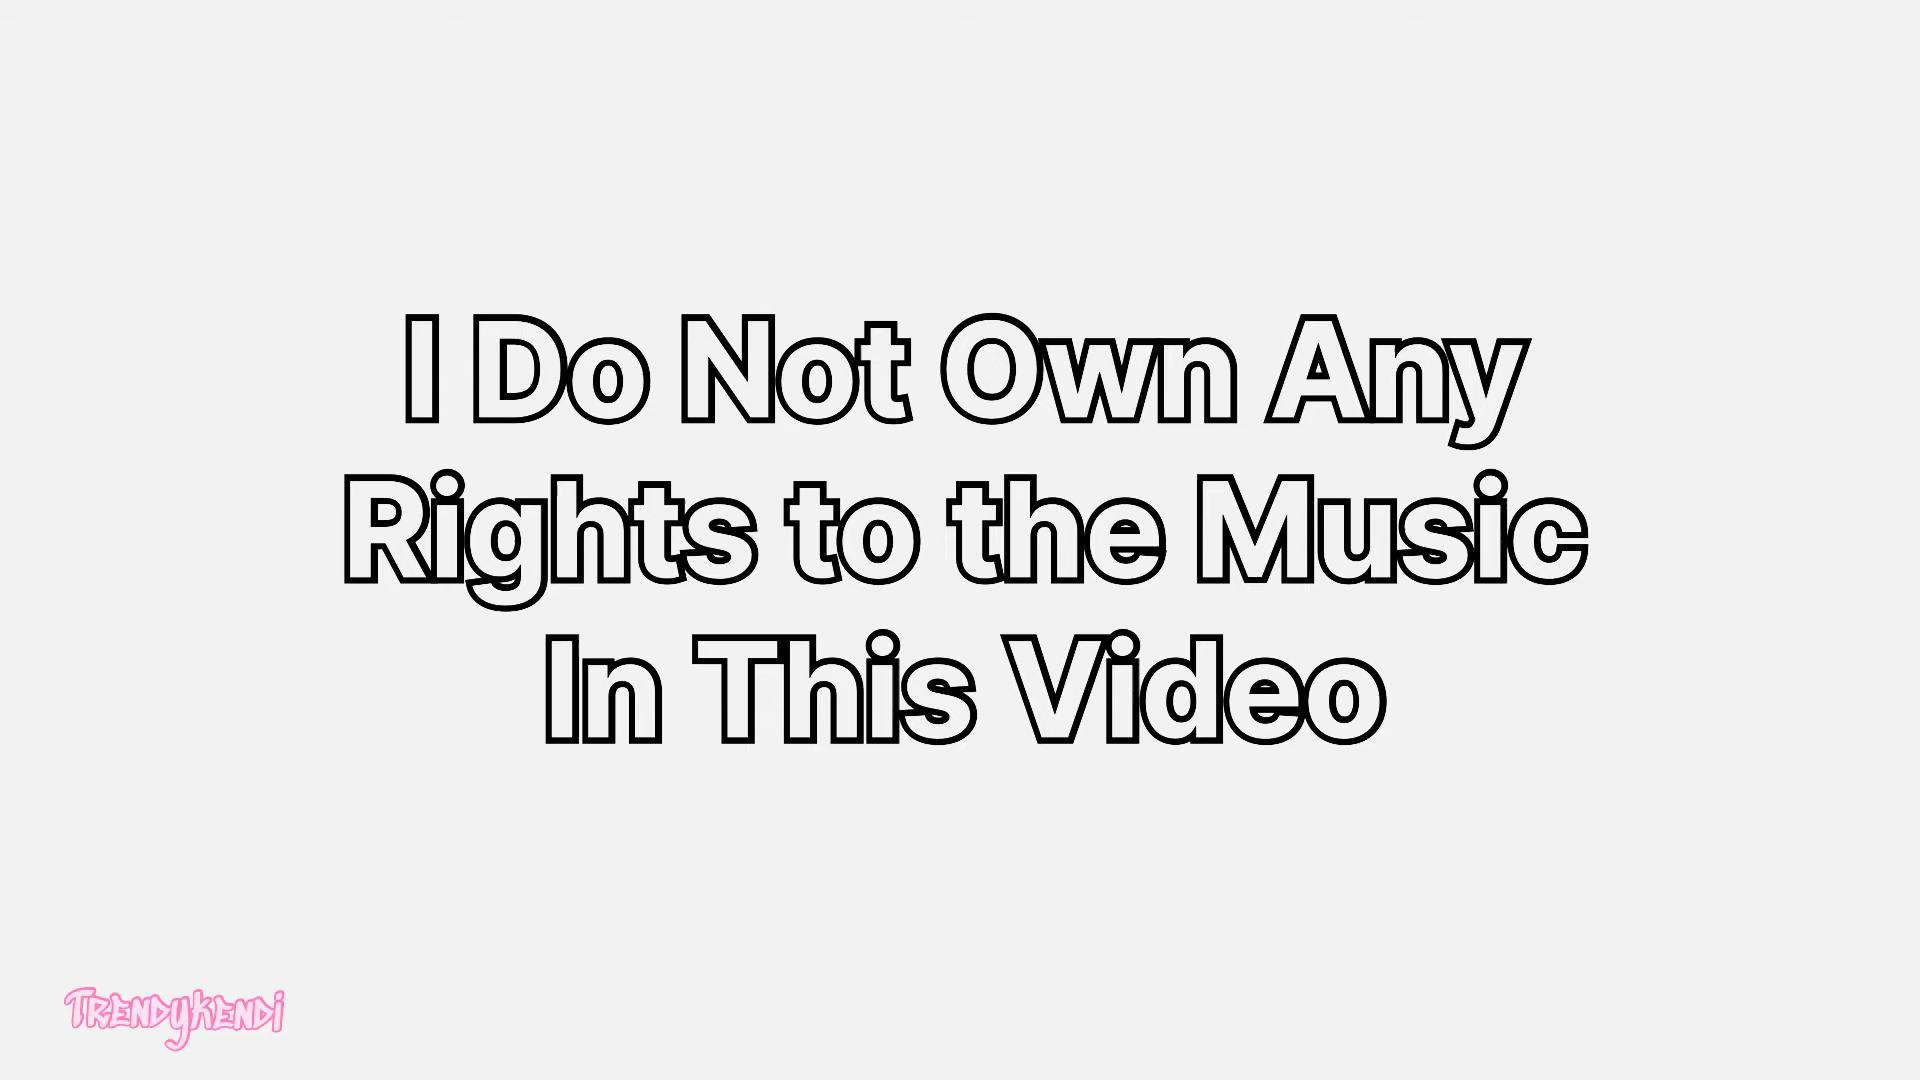 I Do Not Own Any
Rights to the Music
In This Video
TRENDYKENDI